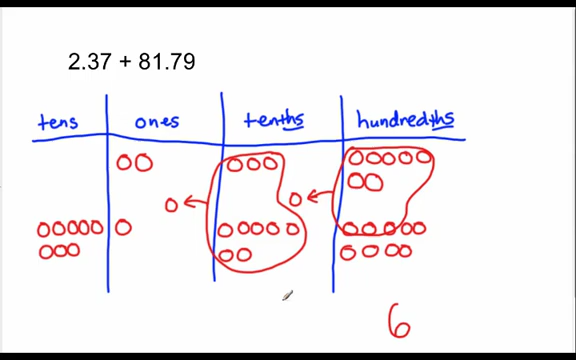 2.37 + 81.79
tens ones tenths hundredths
6